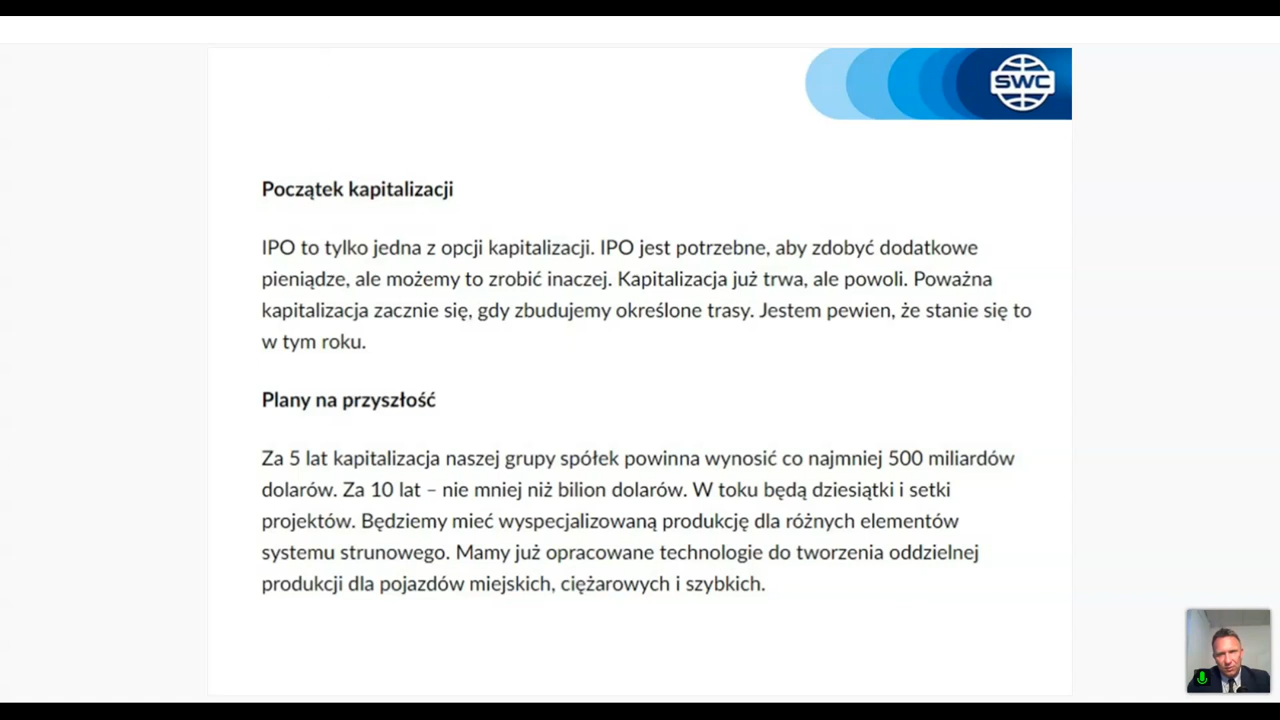 SWC
Początek kapitalizacji
IPO to tylko jedna z opcji kapitalizacji. IPO jest potrzebne, aby zdobyć dodatkowe
pieniądze, ale możemy to zrobić inaczej. Kapitalizacja już trwa, ale powoli. Poważna
kapitalizacja zacznie się, gdy zbudujemy określone trasy. Jestem pewien, że stanie się to
w tym roku.
Plany na przyszłość
Za 5 lat kapitalizacja naszej grupy spółek powinna wynosić co najmniej 500 miliardów
dolarów. Za 10 lat – nie mniej niż bilion dolarów. W toku będą dziesiątki i setki
projektów. Będziemy mieć wyspecjalizowaną produkcję dla różnych elementów
systemu strunowego. Mamy już opracowane technologie do tworzenia oddzielnej
produkcji dla pojazdów miejskich, ciężarowych i szybkich.